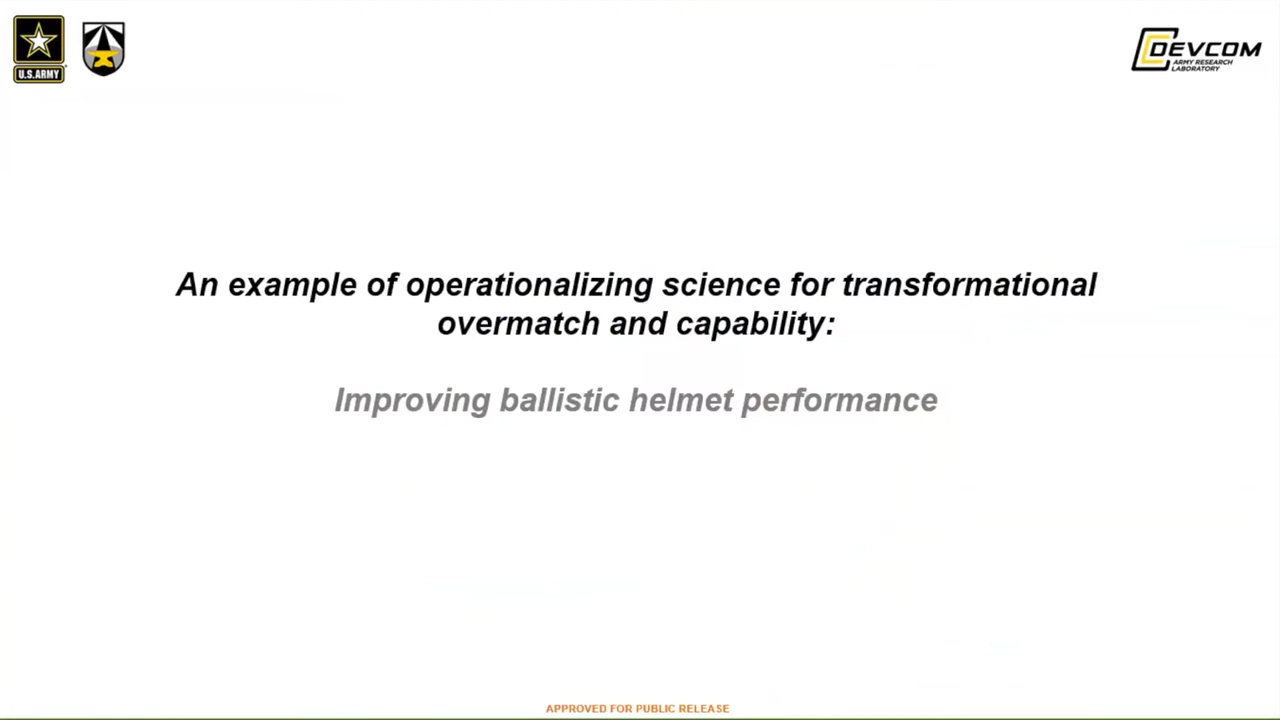 U.S.ARMY
DEVCOM
ARMY RESEARCH
LABORATORY
An example of operationalizing science for transformational
overmatch and capability:
Improving ballistic helmet performance
APPROVED FOR PUBLIC RELEASE